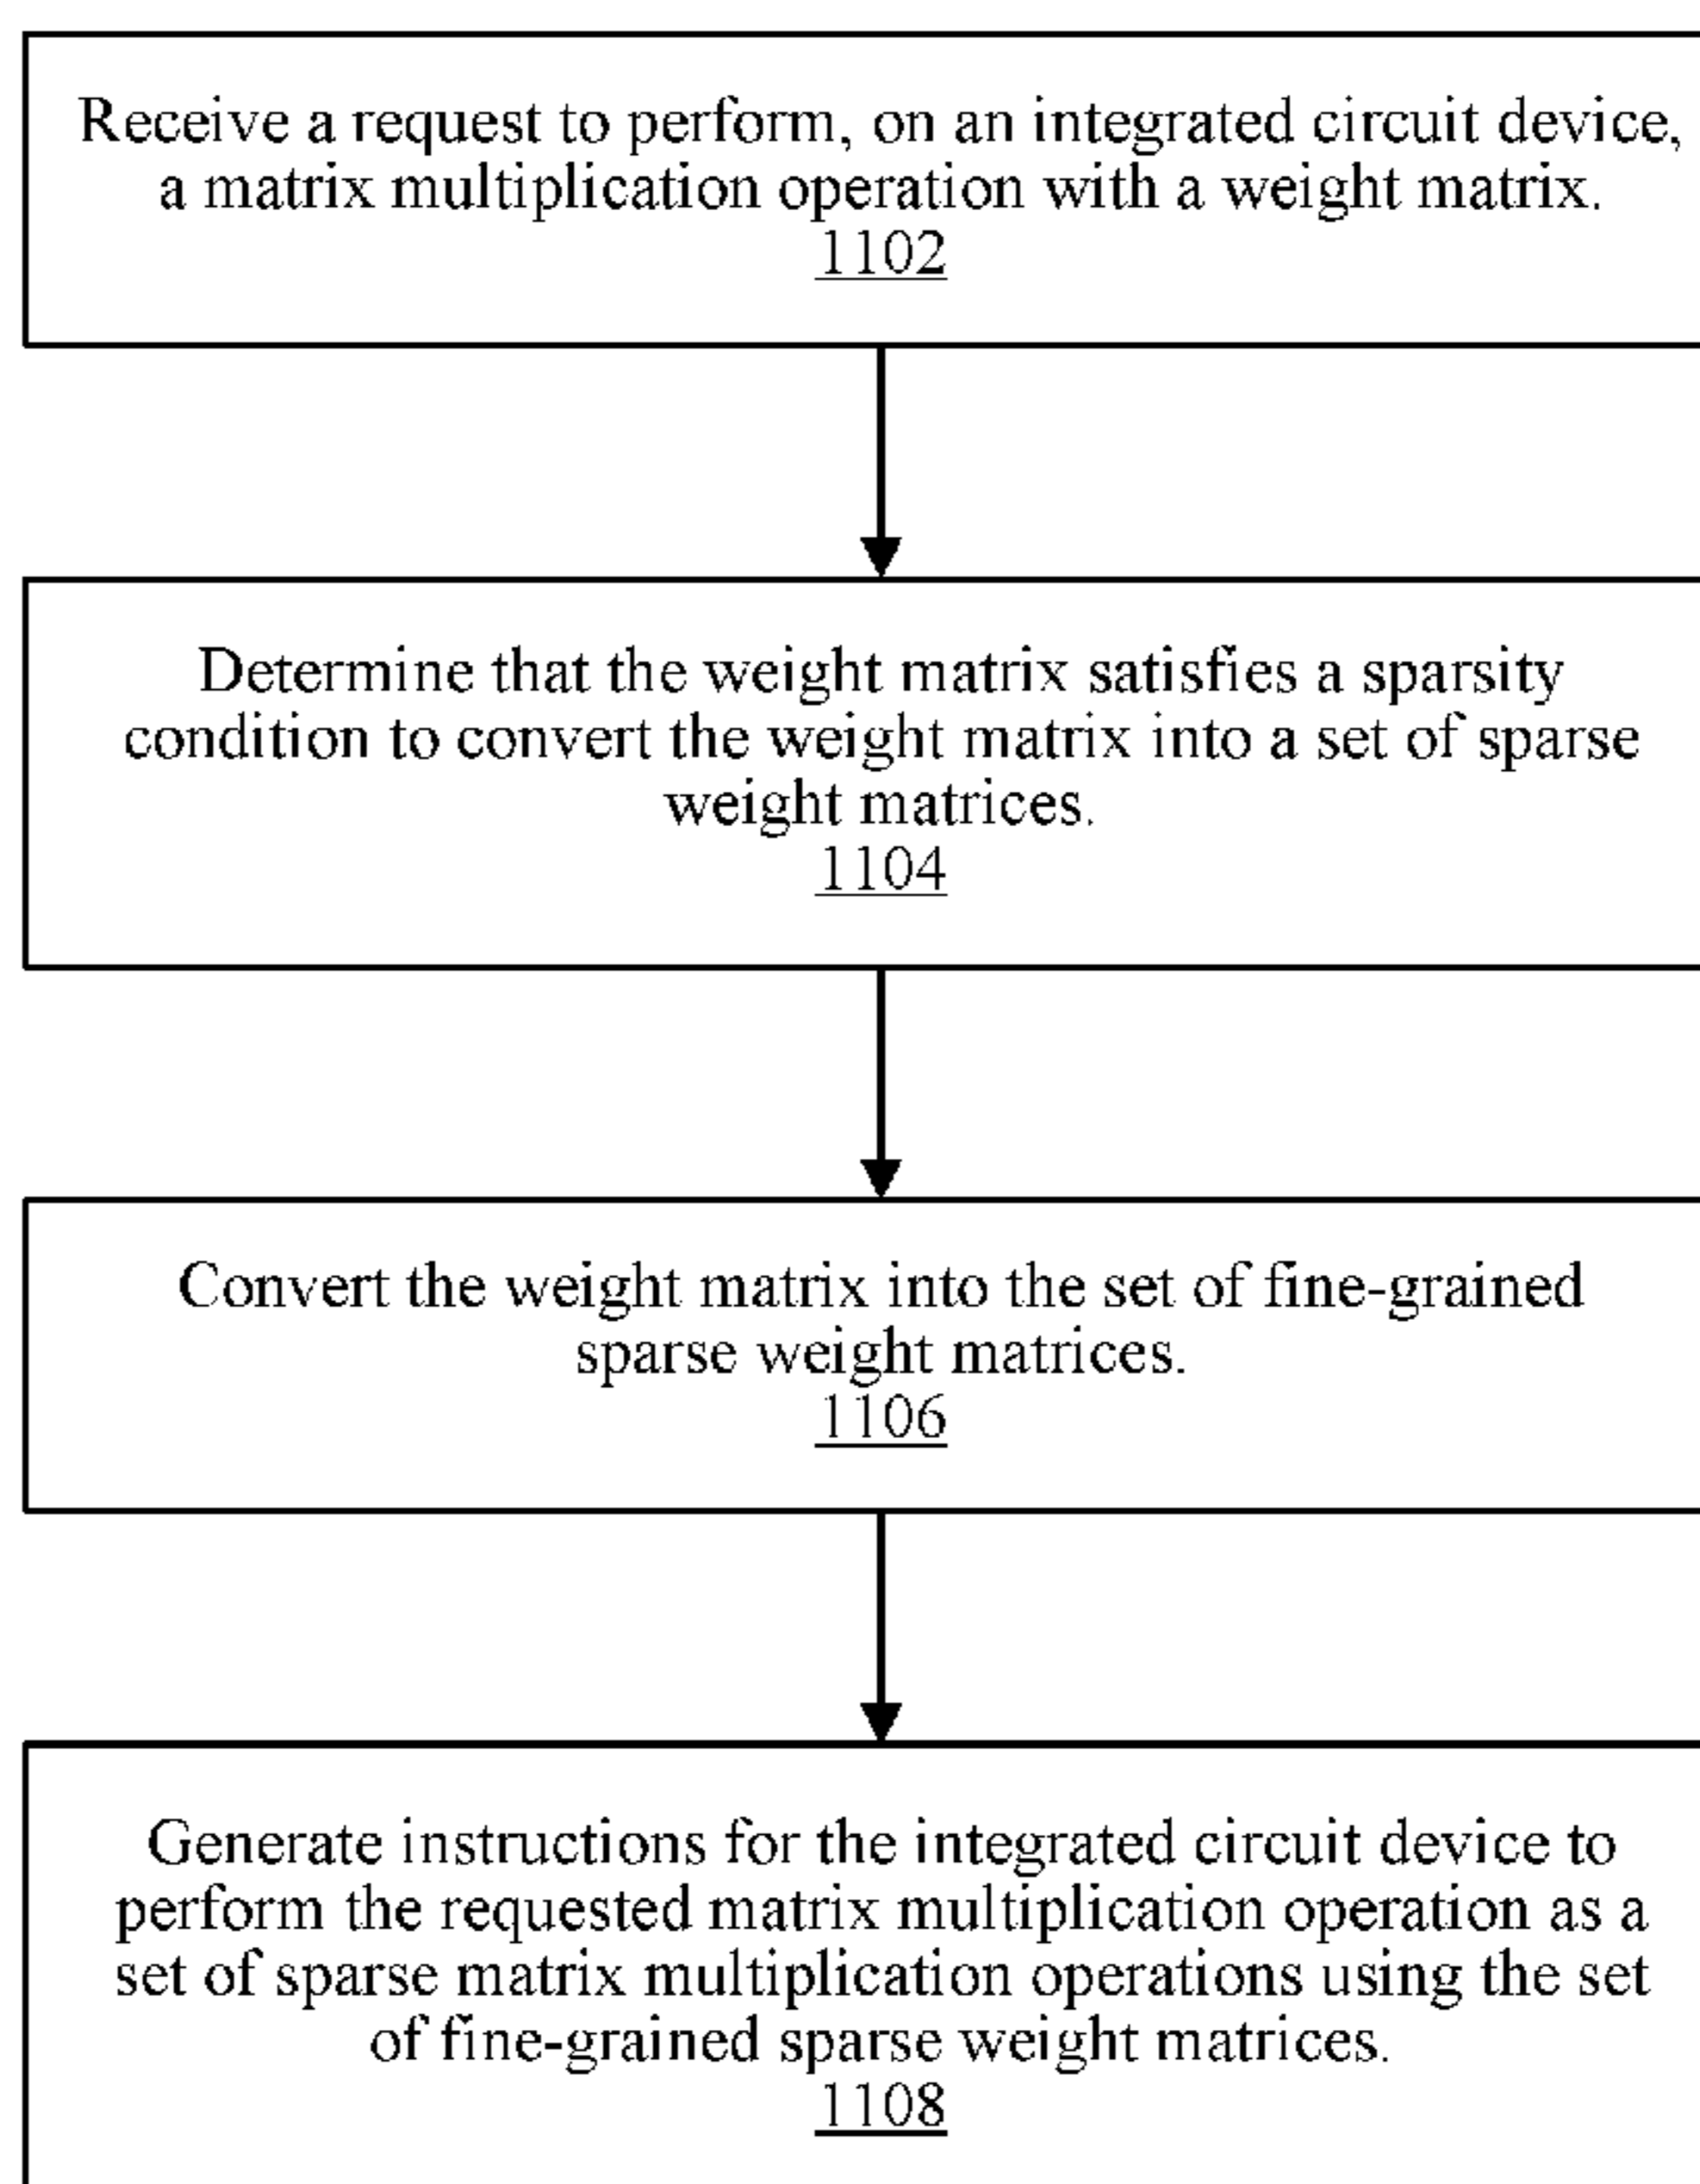 Receive a request to perform, on an integrated circuit device,
a matrix multiplication operation with a weight matrix.
1102
Determine that the weight matrix satisfies a sparsity
condition to convert the weight matrix into a set of sparse
weight matrices.
1104
Convert the weight matrix into the set of fine-grained
sparse weight matrices.
1106
Generate instructions for the integrated circuit device to
perform the requested matrix multiplication operation as a
set of sparse matrix multiplication operations using the set
of fine-grained sparse weight matrices.
1108